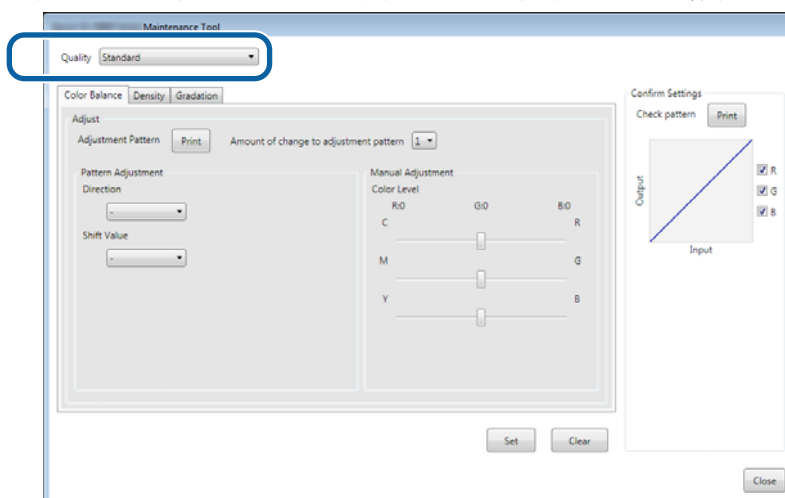 Maintenance Tool
Quality Standard
Color Balance Density Gradation
Adjust
Adjustment Pattern Print Amount of change to adjustment pattern 1
Pattern Adjustment
Direction
-
Shift Value
-
Manual Adjustment
Color Level
R:0 G:0 B:0
C R
M G
Y B
Set Clear
Confirm Settings
Check pattern Print
Output
Input
R
G
B
Close